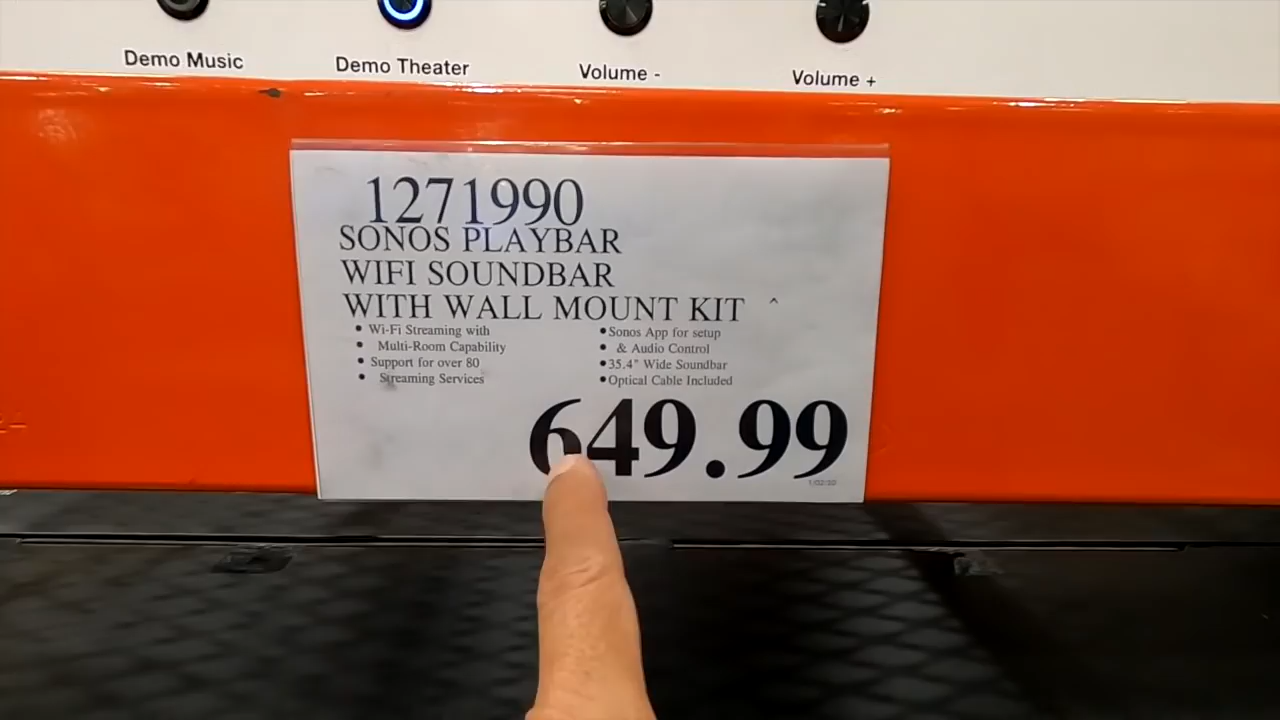 Demo Music Demo Theater Volume - Volume +
1271990
SONOS PLAYBAR
WIFI SOUNDBAR
WITH WALL MOUNT KIT ^
• Wi-Fi Streaming with
• Multi-Room Capability
• Support for over 80
• Streaming Services
• Sonos App for setup
• & Audio Control
• 35.4" Wide Soundbar
• Optical Cable Included
649.99